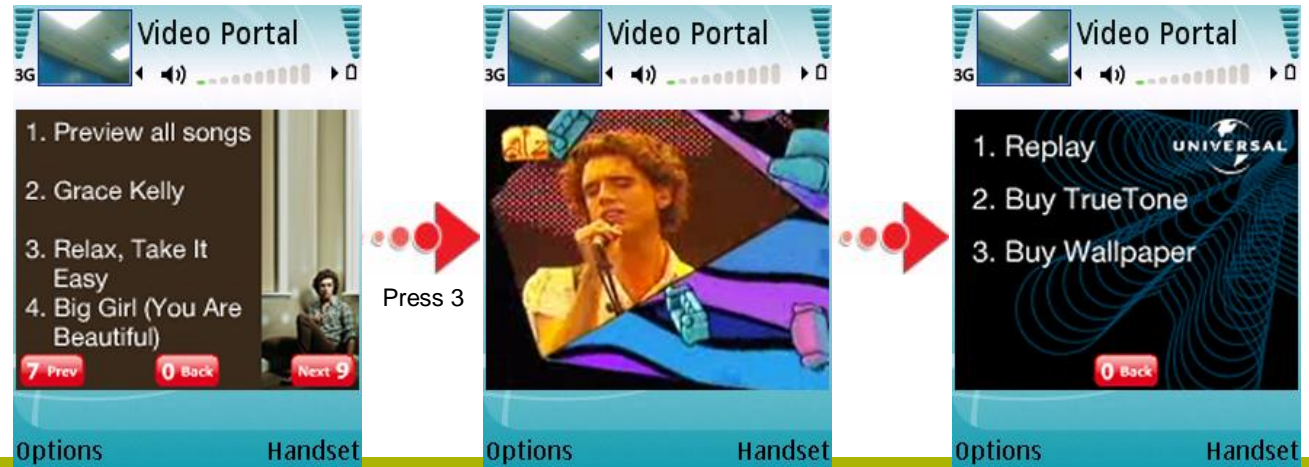 Video Portal
3G
1. Preview all songs
2. Grace Kelly
3. Relax, Take It
Easy
4. Big Girl (You Are
Beautiful)
7 Prev
0 Back
Next 9
Options
Handset
Press 3
Video Portal
3G
Options
Handset
Video Portal
3G
UNIVERSAL
1. Replay
2. Buy TrueTone
3. Buy Wallpaper
0 Back
Options
Handset